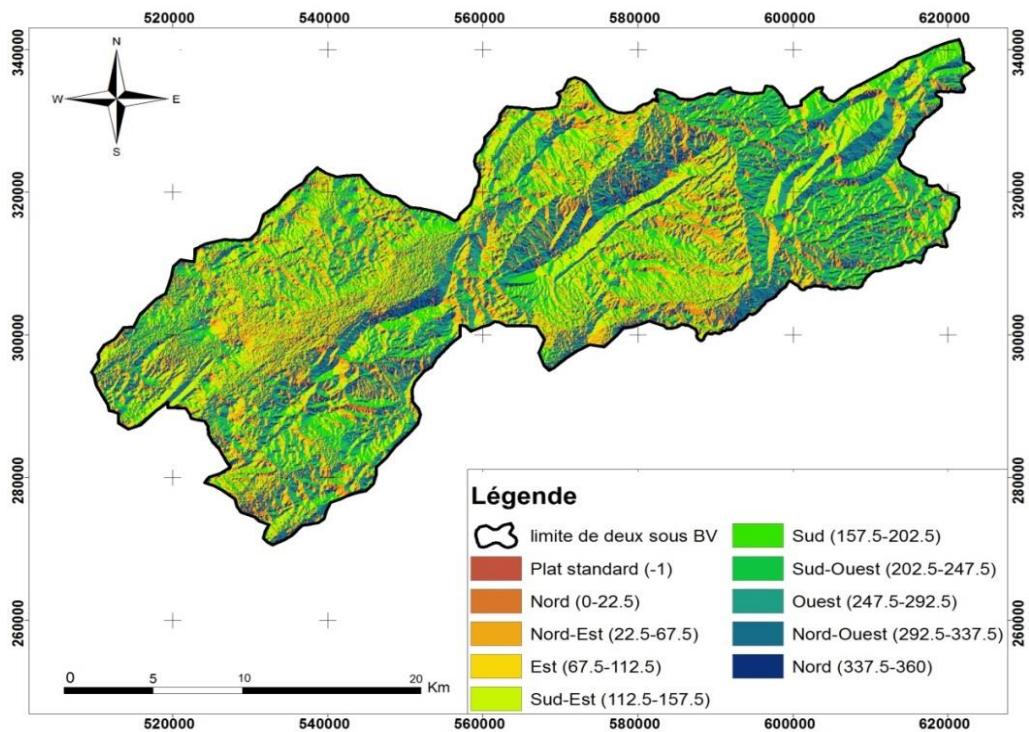 520000 540000 560000 580000 600000 620000
340000
320000
300000
280000
260000
340000
320000
300000
280000
260000
N
W E
S
Légende
limite de deux sous BV
Plat standard (-1)
Nord (0-22.5)
Nord-Est (22.5-67.5)
Est (67.5-112.5)
Sud-Est (112.5-157.5)
Sud (157.5-202.5)
Sud-Ouest (202.5-247.5)
Ouest (247.5-292.5)
Nord-Ouest (292.5-337.5)
Nord (337.5-360)
0 5 10 20 Km
520000 540000 560000 580000 600000 620000